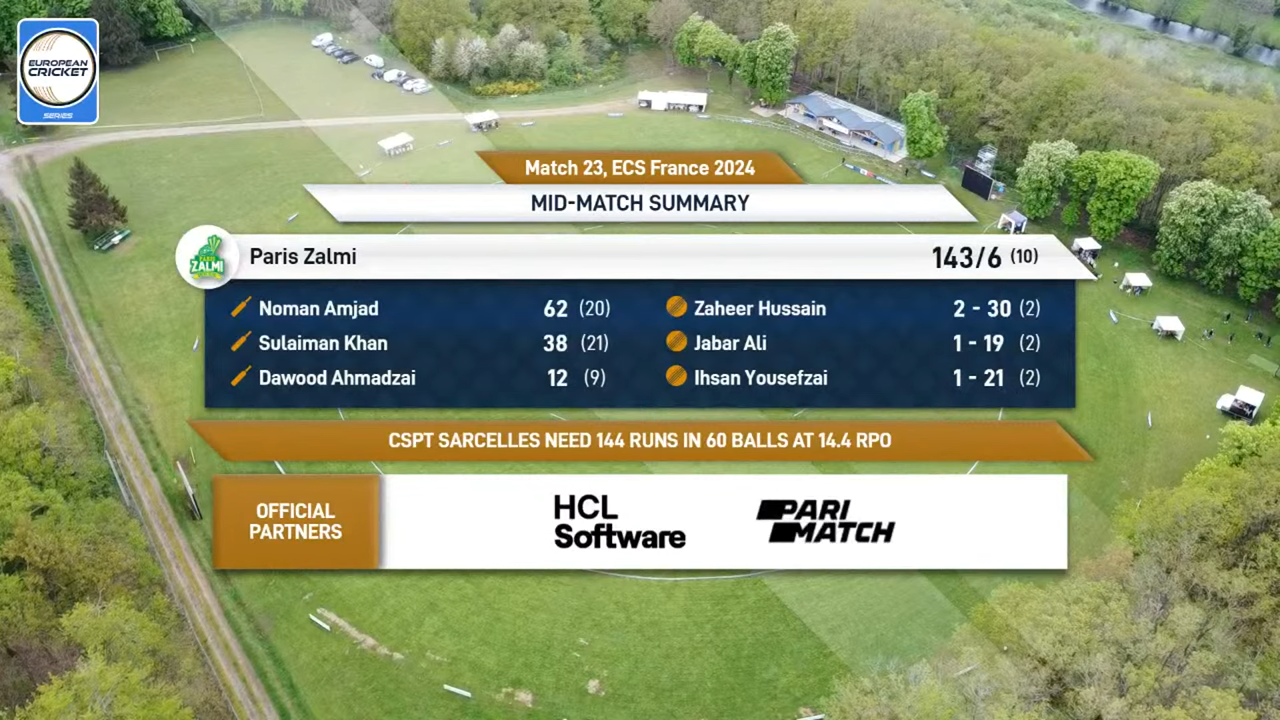 EUROPEAN
CRICKET
SERIES
Match 23, ECS France 2024
MID-MATCH SUMMARY
PARIS
ZALMI
Paris Zalmi 143/6 (10)
Noman Amjad 62 (20) Zaheer Hussain 2 - 30 (2)
Sulaiman Khan 38 (21) Jabar Ali 1 - 19 (2)
Dawood Ahmadzai 12 (9) Ihsan Yousefzai 1 - 21 (2)
CSPT SARCELLES NEED 144 RUNS IN 60 BALLS AT 14.4 RPO
OFFICIAL
PARTNERS
HCL
Software
PARI
MATCH